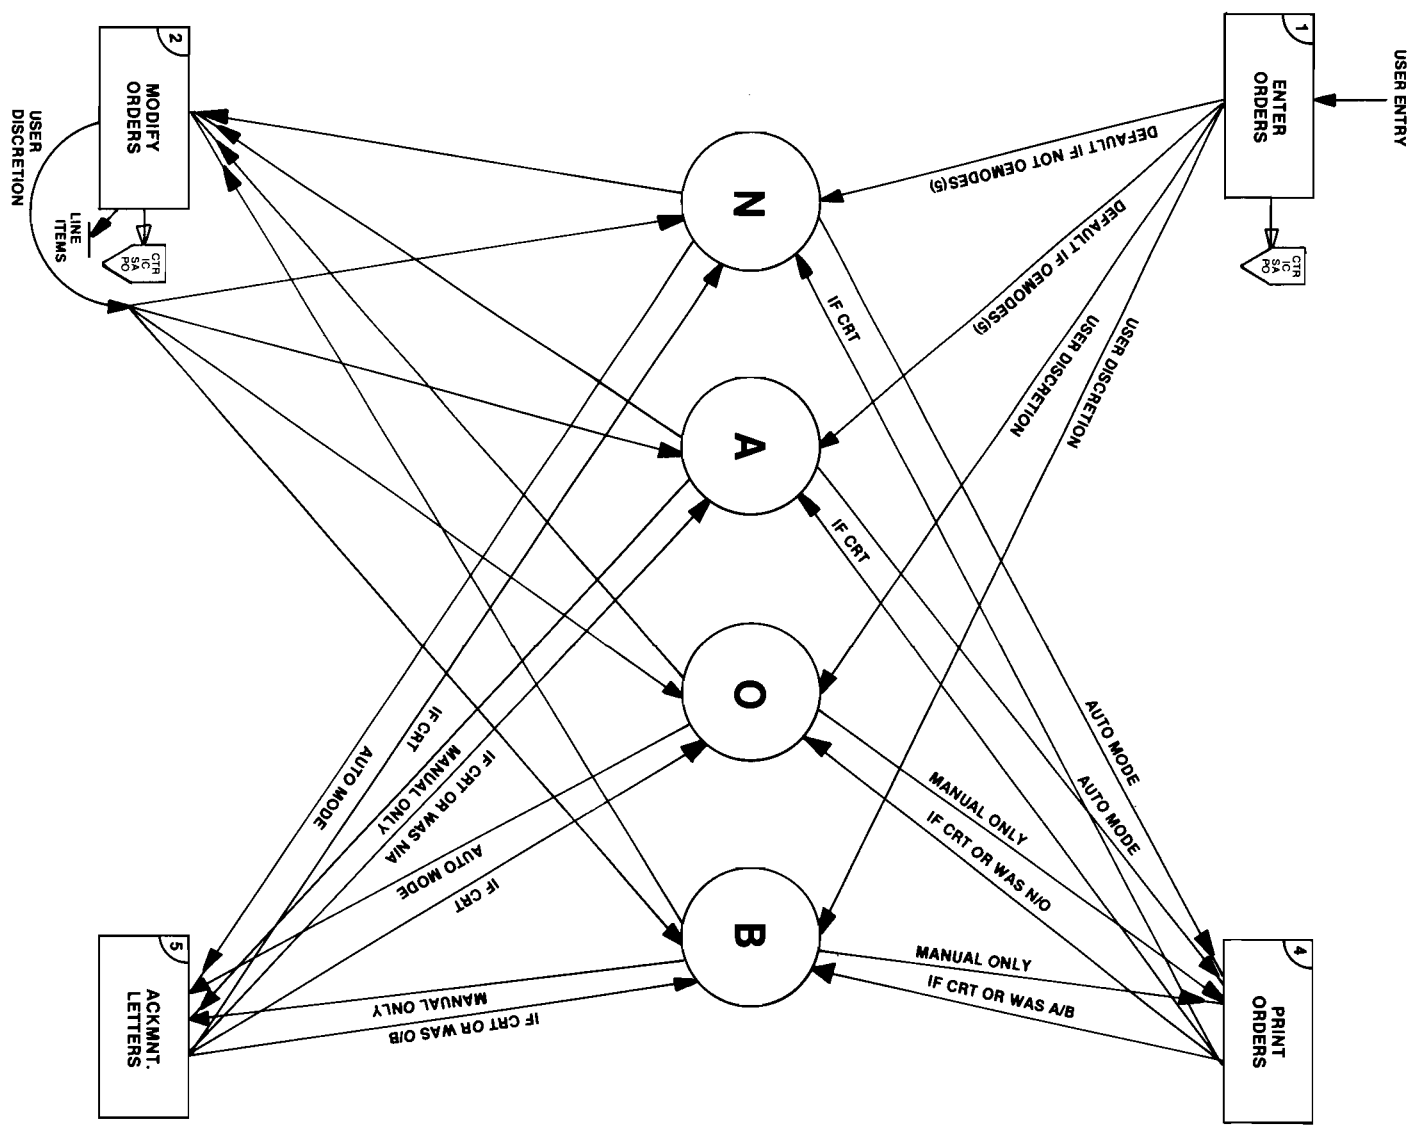 USER ENTRY
1
ENTER
ORDERS
CTR
IC
SA
PO
DEFAULT IF NOT OEMODES(5)
DEFAULT IF OEMODES(5)
USER DISCRETION
USER DISCRETION
2
MODIFY
ORDERS
USER
DISCRETION
LINE
ITEMS
CTR
IC
SA
PO
N
A
O
B
IF CRT
IF CRT
AUTO MODE
AUTO MODE
MANUAL ONLY
IF CRT OR WAS N/O
MANUAL ONLY
IF CRT OR WAS A/B
4
PRINT
ORDERS
AUTO MODE
IF CRT
MANUAL ONLY
IF CRT OR WAS N/A
AUTO MODE
IF CRT
MANUAL ONLY
IF CRT OR WAS O/B
5
ACKMNT.
LETTERS